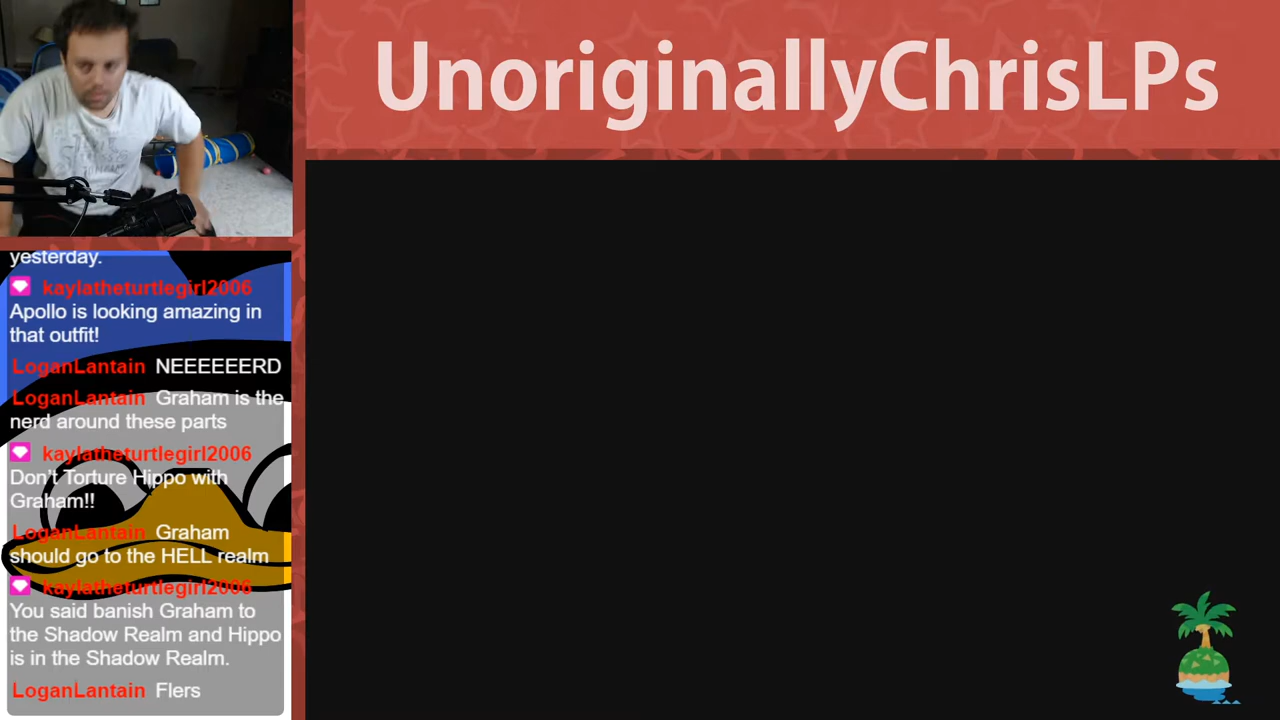 UnoriginallyChrisLPs
yesterday.
kaylatheturtlegirl2006
Apollo is looking amazing in
that outfit!
LoganLantain NEEEEEERD
LoganLantain Graham is the
nerd around these parts
kaylatheturtlegirl2006
Don't Torture Hippo with
Graham!!
LoganLantain Graham
should go to the HELL realm
kaylatheturtlegirl2006
You said banish Graham to
the Shadow Realm and Hippo
is in the Shadow Realm.
LoganLantain Flers